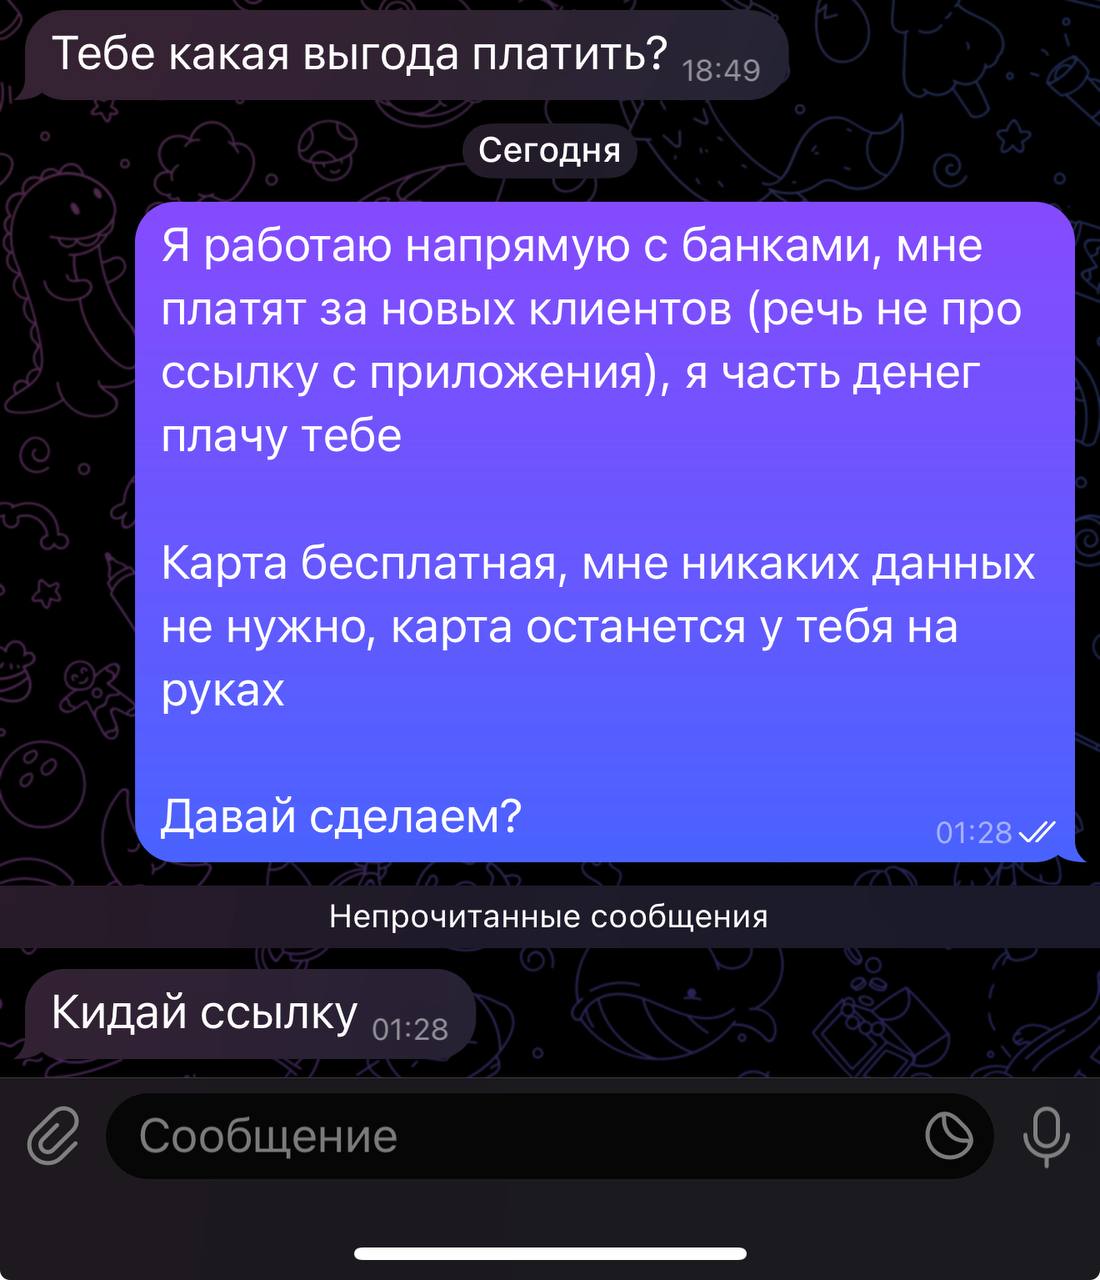 Тебе какая выгода платить? 18:49
Сегодня
Я работаю напрямую с банками, мне
платят за новых клиентов (речь не про
ссылку с приложения), я часть денег
плачу тебе
Карта бесплатная, мне никаких данных
не нужно, карта останется у тебя на
руках
Давай сделаем?
01:28
Непрочитанные сообщения
Кидай ссылку 01:28
Сообщение